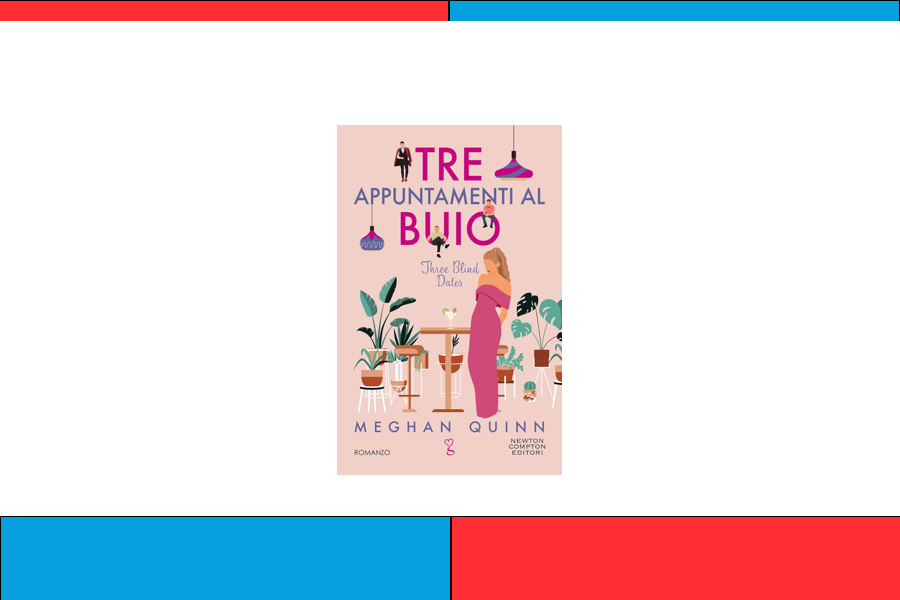 TRE
APPUNTAMENTI AL
BUIO
Three Blind
Dates
MEGHAN QUINN
ROMANZO
NEWTON
COMPTON
EDITORI